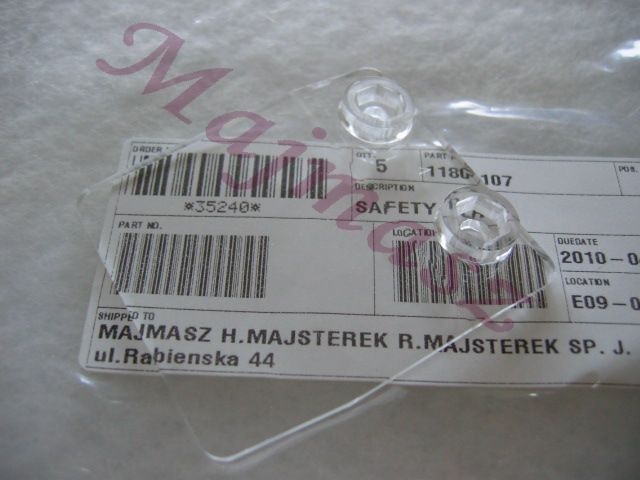 Majmasz
ORDER
QTY. 5
PART
118G 107
POS.
*35240*
DESCRIPTION
SAFETY
PART NO.
LOCATION
DUEDATE
2010-0
LOCATION
E09-0
SHIPPED TO
MAJMASZ H.MAJSTEREK R.MAJSTEREK SP. J.
ul.Rabienska 44